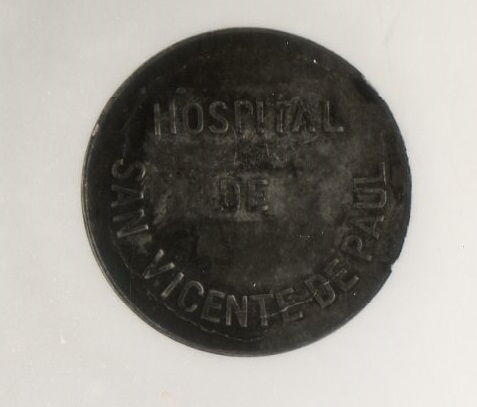 HOSPITAL
DE
SAN VICENTE DE PAUL